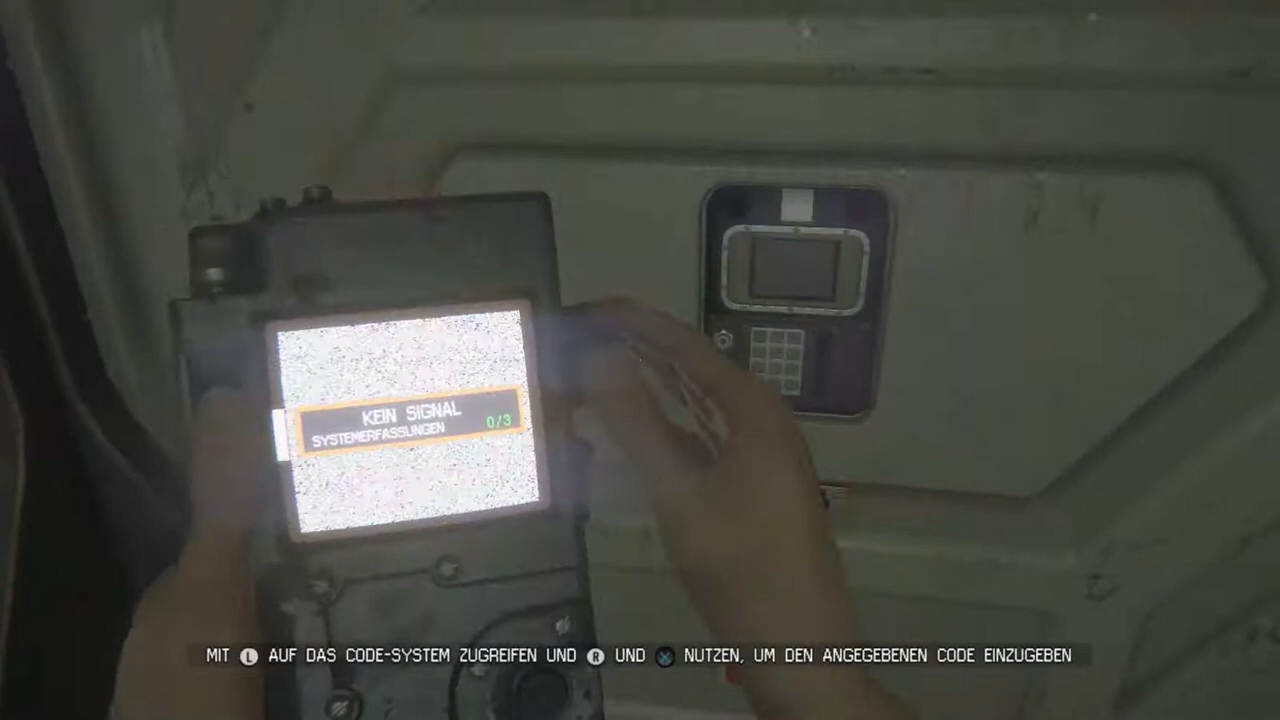 KEIN SIGNAL
SYSTEMERFASSUNGEN 0/3
MIT L AUF DAS CODE-SYSTEM ZUGREIFEN UND R UND X NUTZEN, UM DEN ANGEGEBENEN CODE EINZUGEBEN